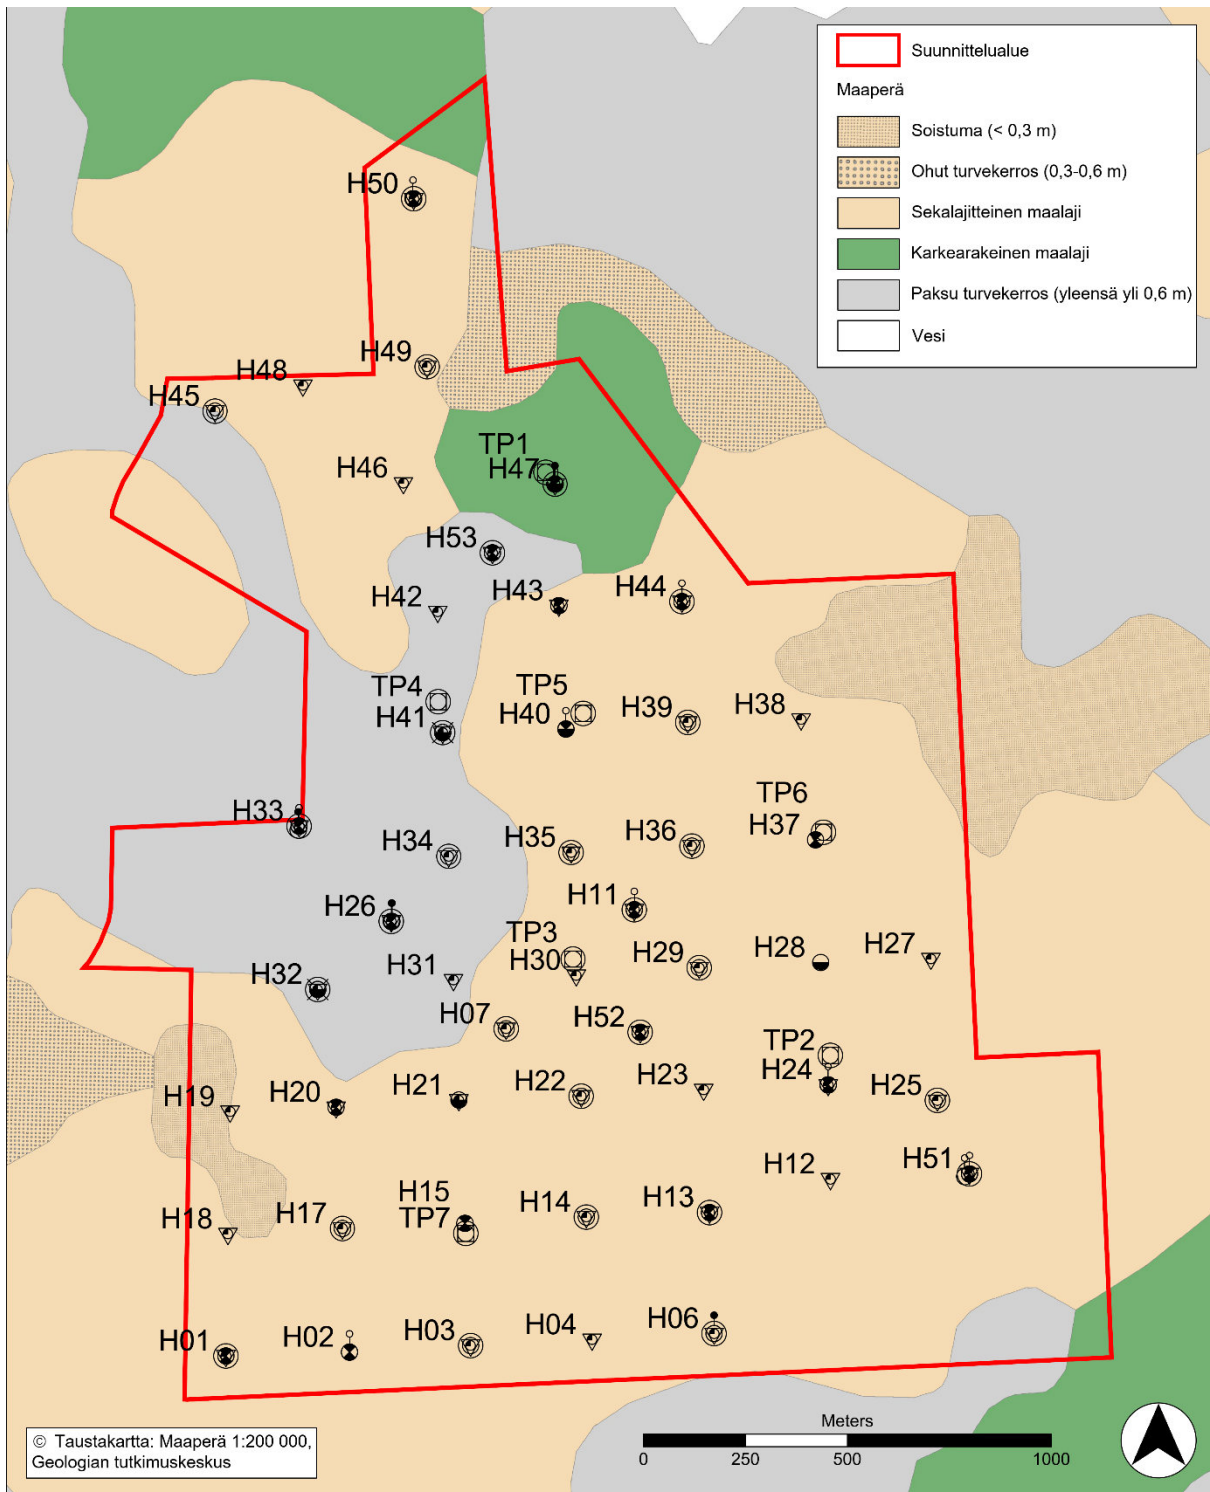 Suunnittelualue
Maaperä
Soistuma (< 0,3 m)
Ohut turvekerros (0,3-0,6 m)
Sekalajitteinen maalaji
Karkearakeinen maalaji
Paksu turvekerros (yleensä yli 0,6 m)
Vesi
H50
H49
H48
H45
TP1
H46
H47
H53
H42
H43
H44
TP4
TP5
H41
H40
H39
H38
TP6
H33
H37
H34
H35
H36
H26
H11
TP3
H32
H31
H30
H29
H28
H27
H07
H52
TP2
H19
H20
H21
H22
H23
H24
H25
H15
H12
H51
H18
H17
TP7
H14
H13
H01
H02
H03
H04
H06
Meters
0
250
500
1000
© Taustakartta: Maaperä 1:200 000,
Geologian tutkimuskeskus